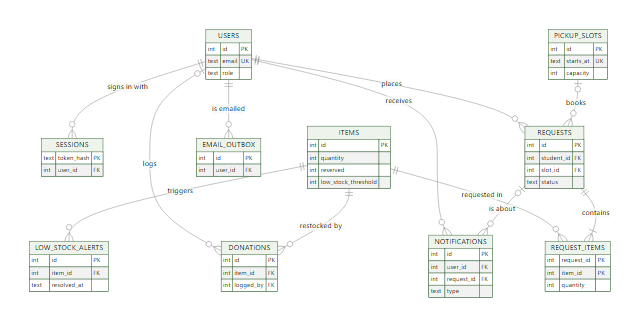 USERS
int id PK
text email UK
text role
PICKUP_SLOTS
int id PK
text starts_at UK
int capacity
signs in with
is emailed
places
receives
books
logs
SESSIONS
text token_hash PK
int user_id FK
EMAIL_OUTBOX
int id PK
int user_id FK
ITEMS
int id PK
int quantity
int reserved
int low_stock_threshold
REQUESTS
int id PK
int student_id FK
int slot_id FK
text status
triggers
requested in
is about
contains
restocked by
LOW_STOCK_ALERTS
int id PK
int item_id FK
text resolved_at
DONATIONS
int id PK
int item_id FK
int logged_by FK
NOTIFICATIONS
int id PK
int user_id FK
int request_id FK
text type
REQUEST_ITEMS
int request_id PK
int item_id PK
int quantity